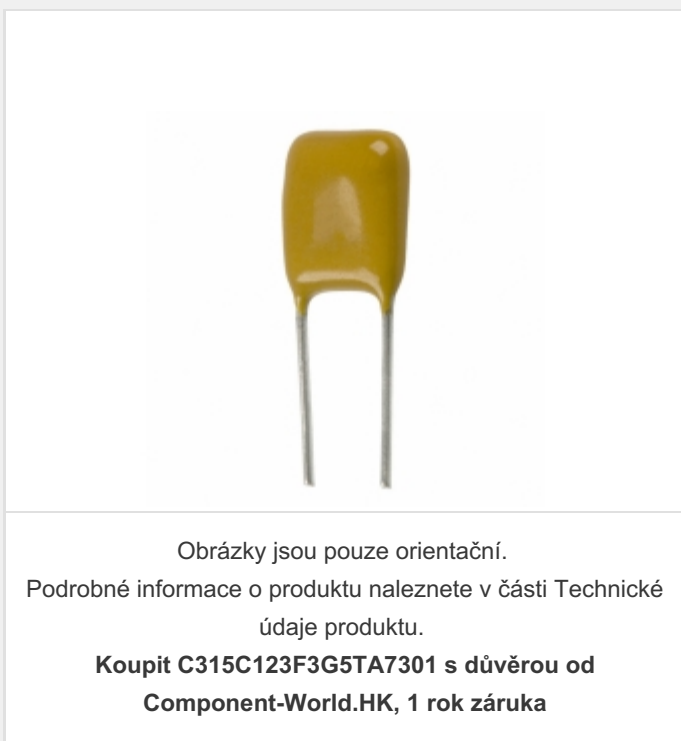 Obrázky jsou pouze orientační.
Podrobné informace o produktu naleznete v části Technické
údaje produktu.
Koupit C315C123F3G5TA7301 s důvěrou od
Component-World.HK, 1 rok záruka